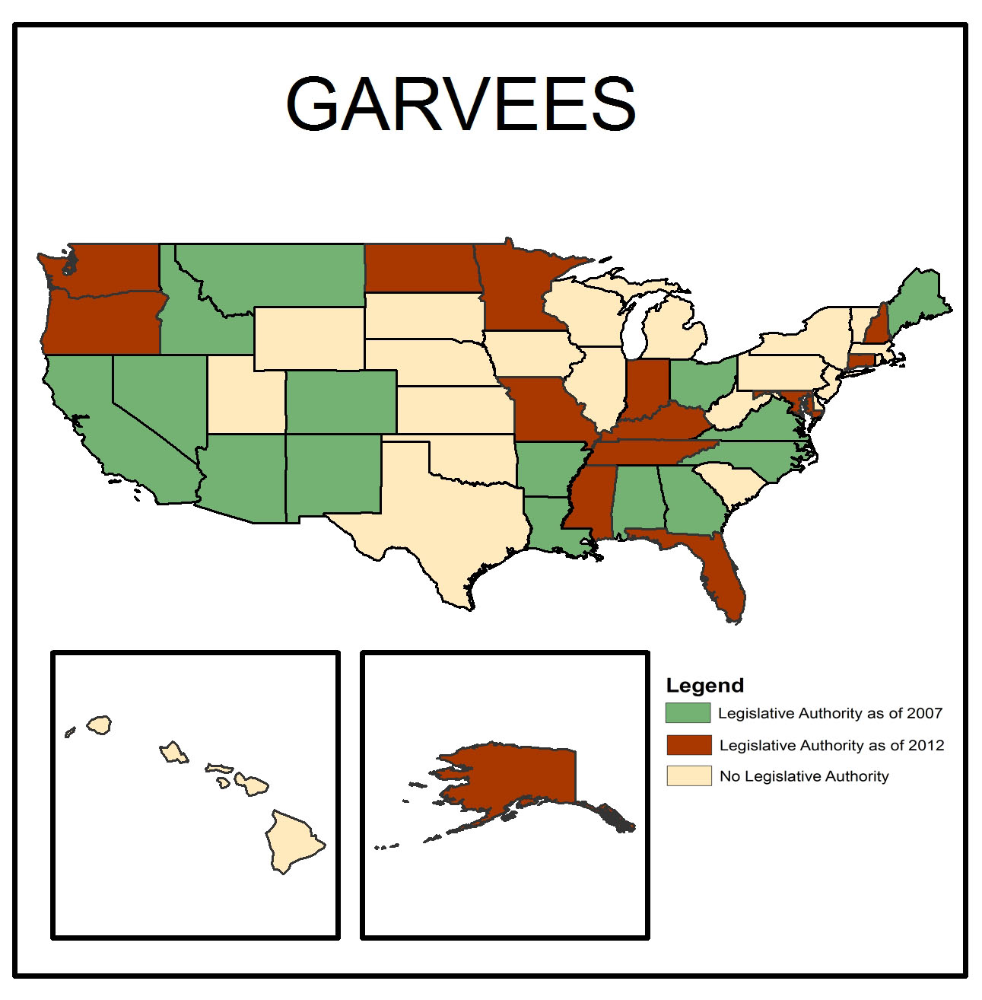 GARVEES
Legend
Legislative Authority as of 2007
Legislative Authority as of 2012
No Legislative Authority